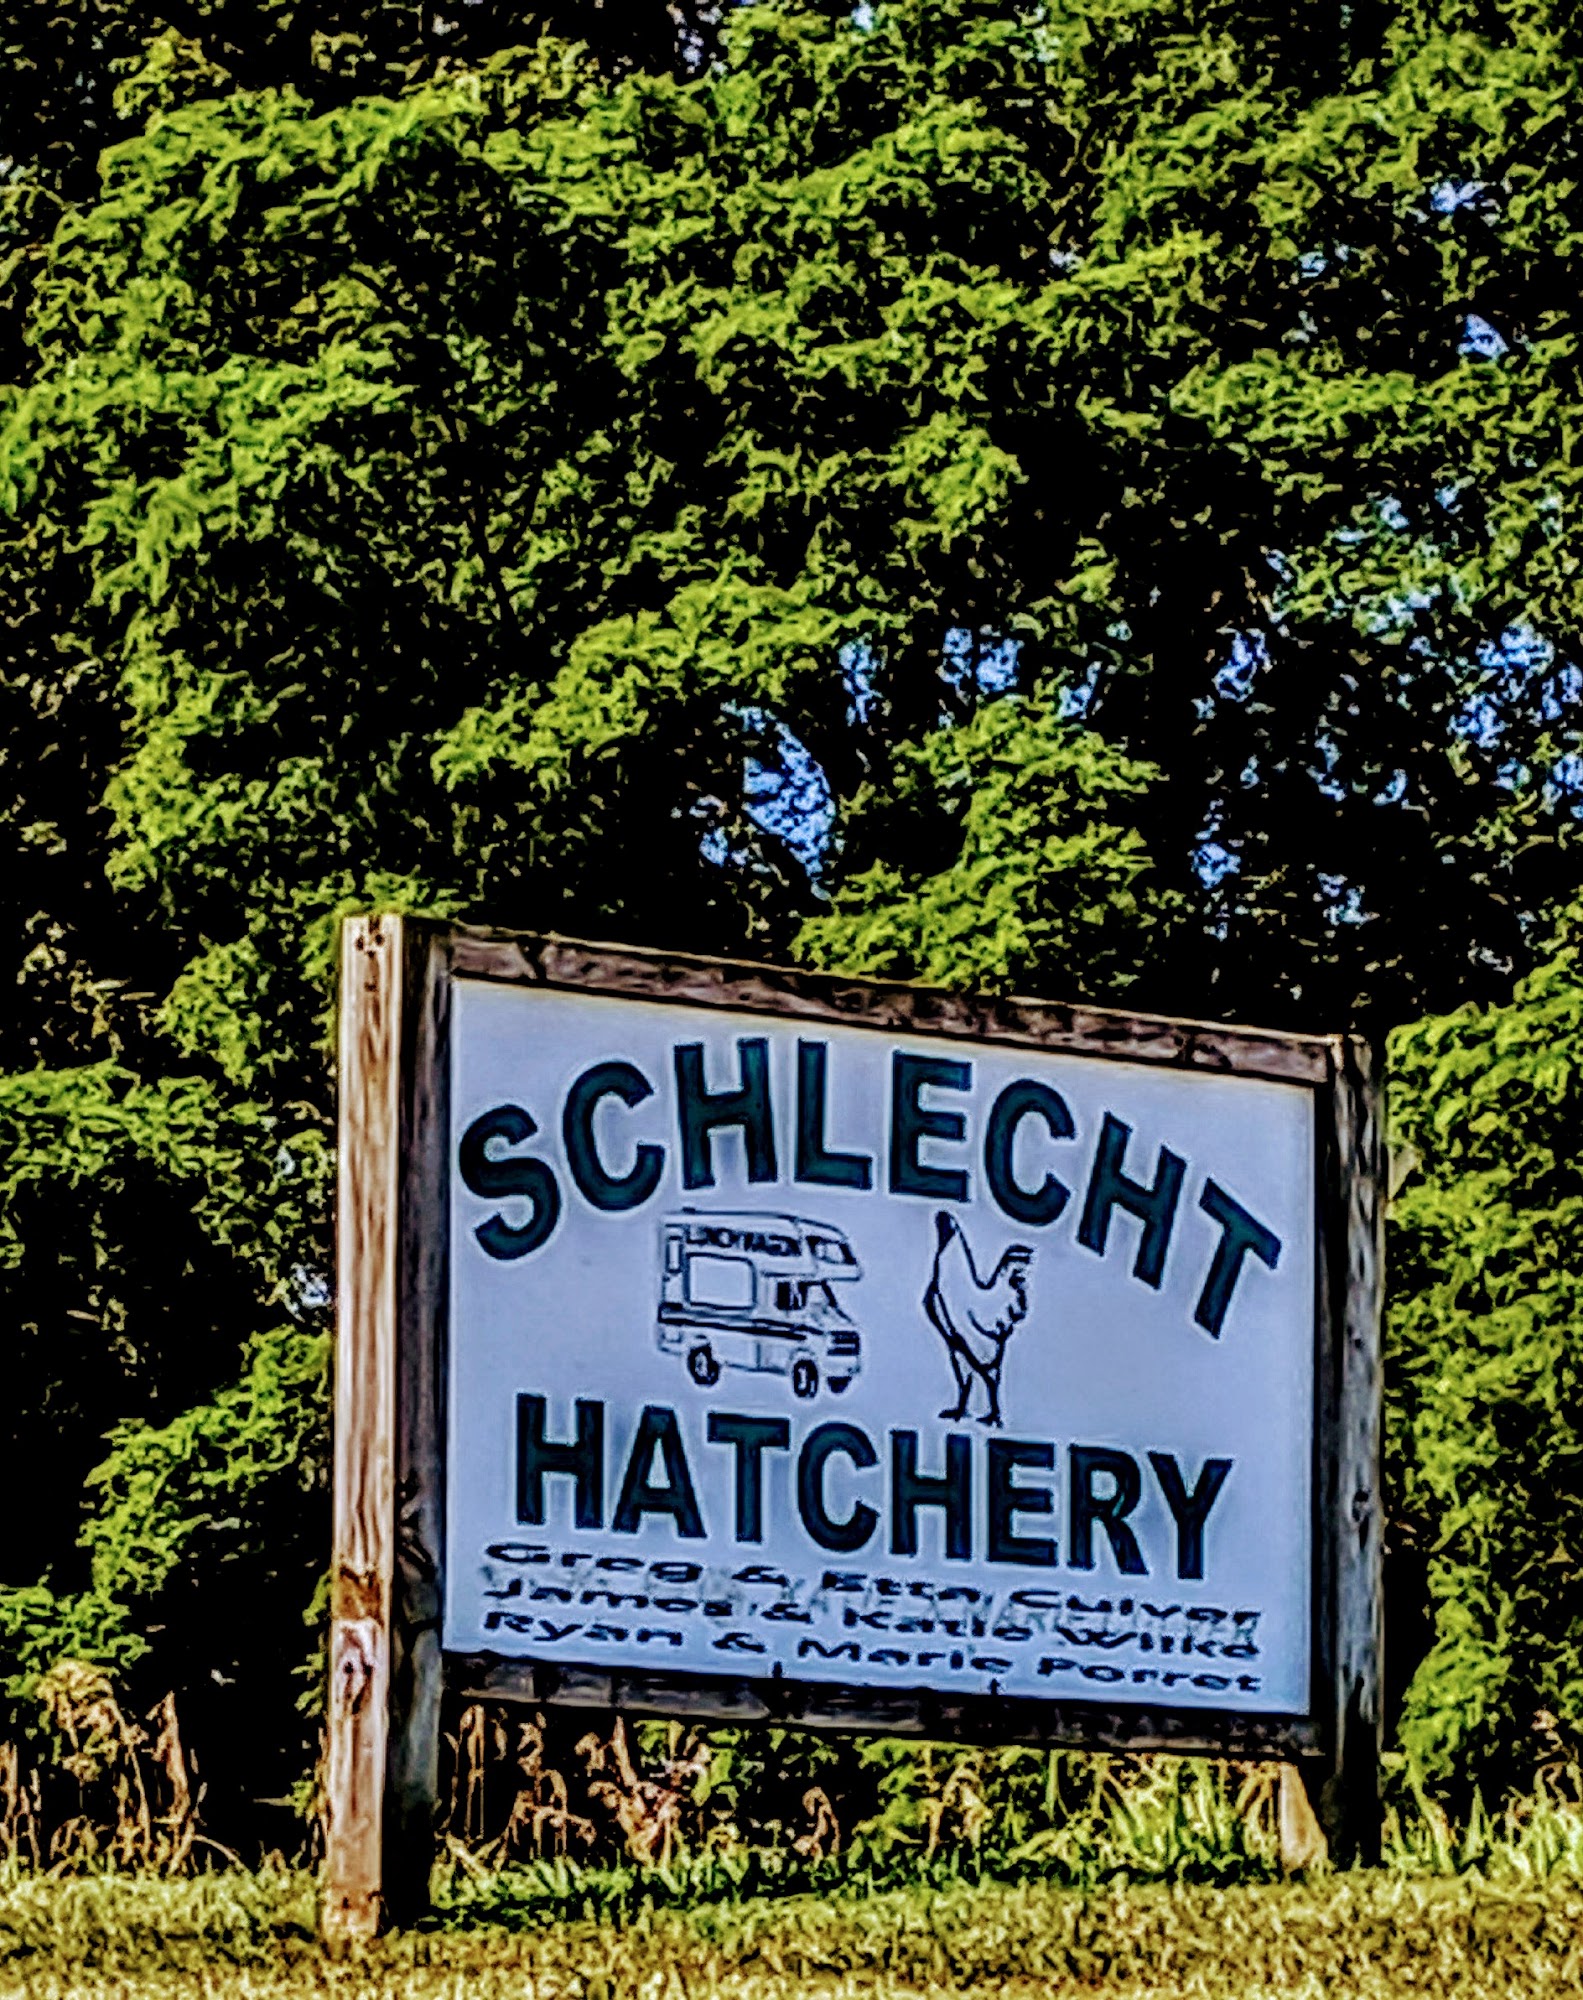 SCHLECHT
HATCHERY
Greg & Etta Culver
James & Katie Wilke
Ryan & Marie Porret